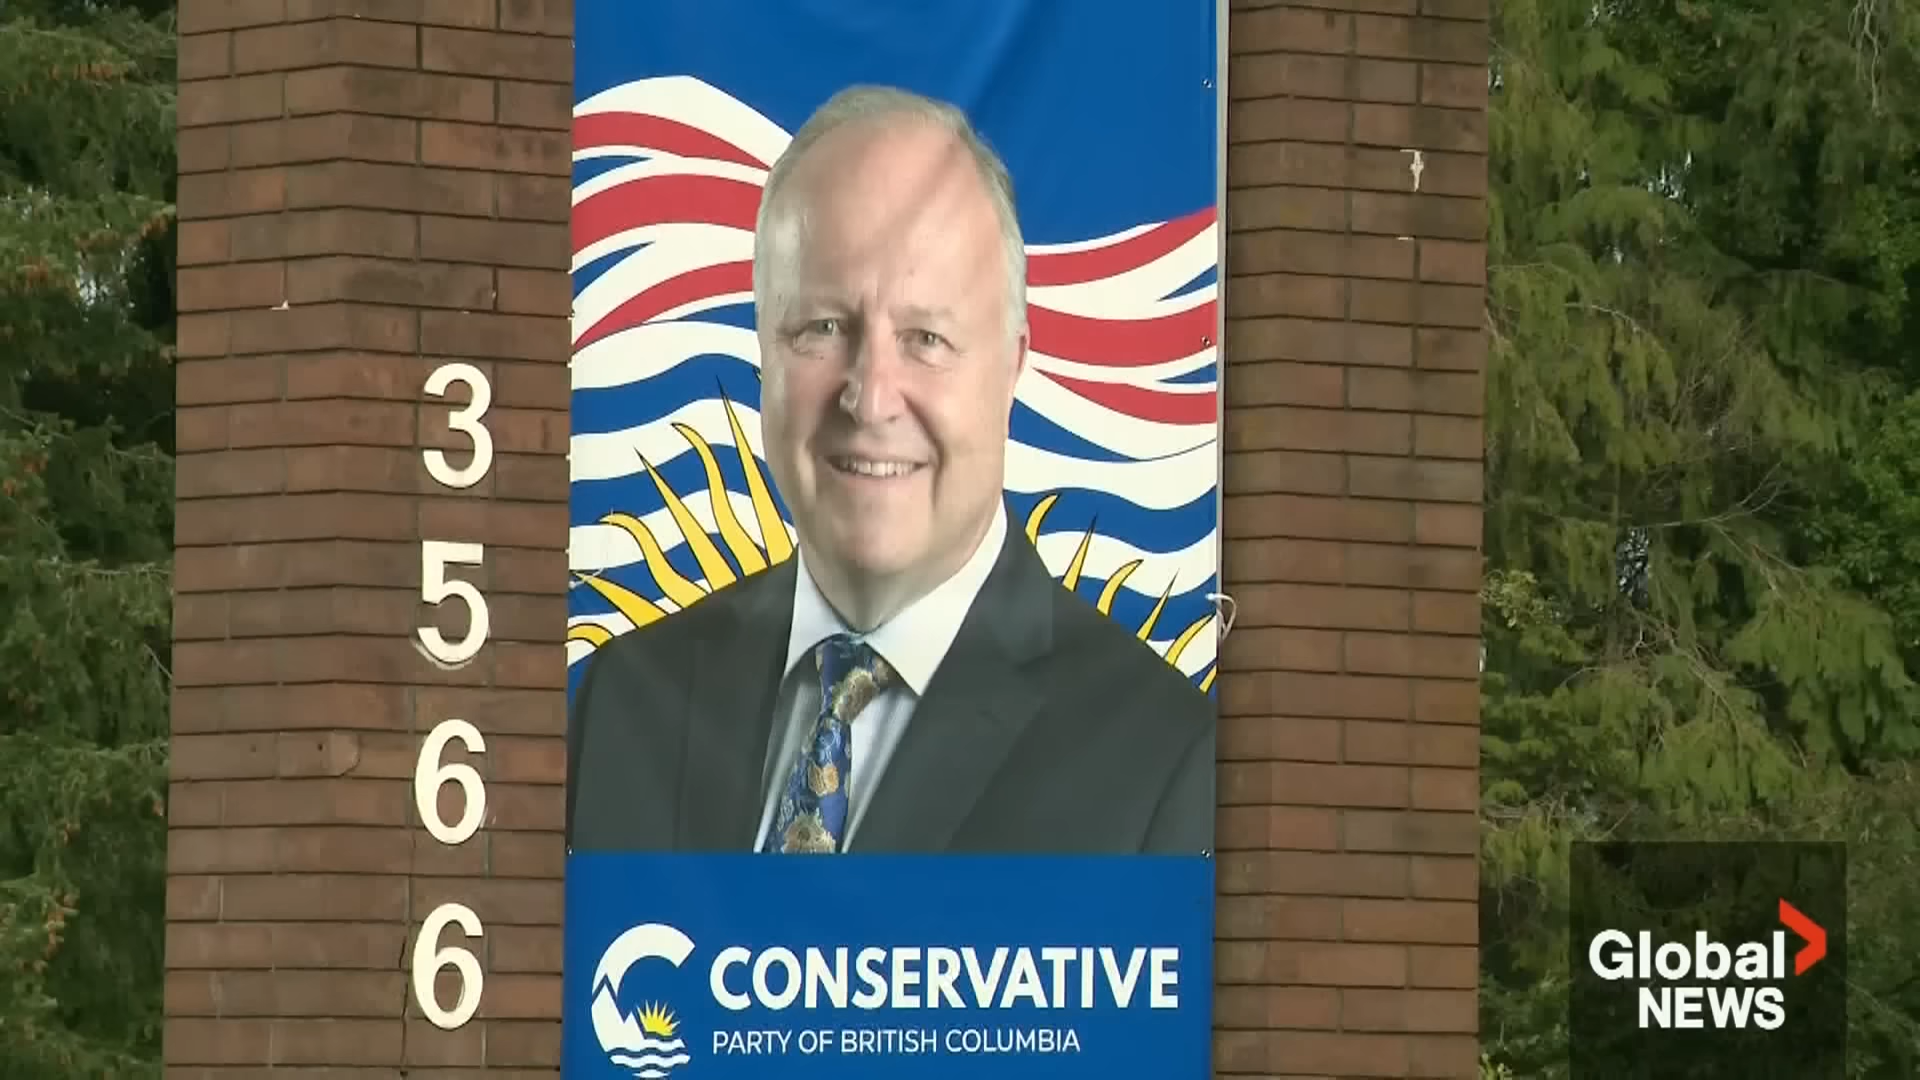 3
5
6
6
CONSERVATIVE
PARTY OF BRITISH COLUMBIA
Global
NEWS